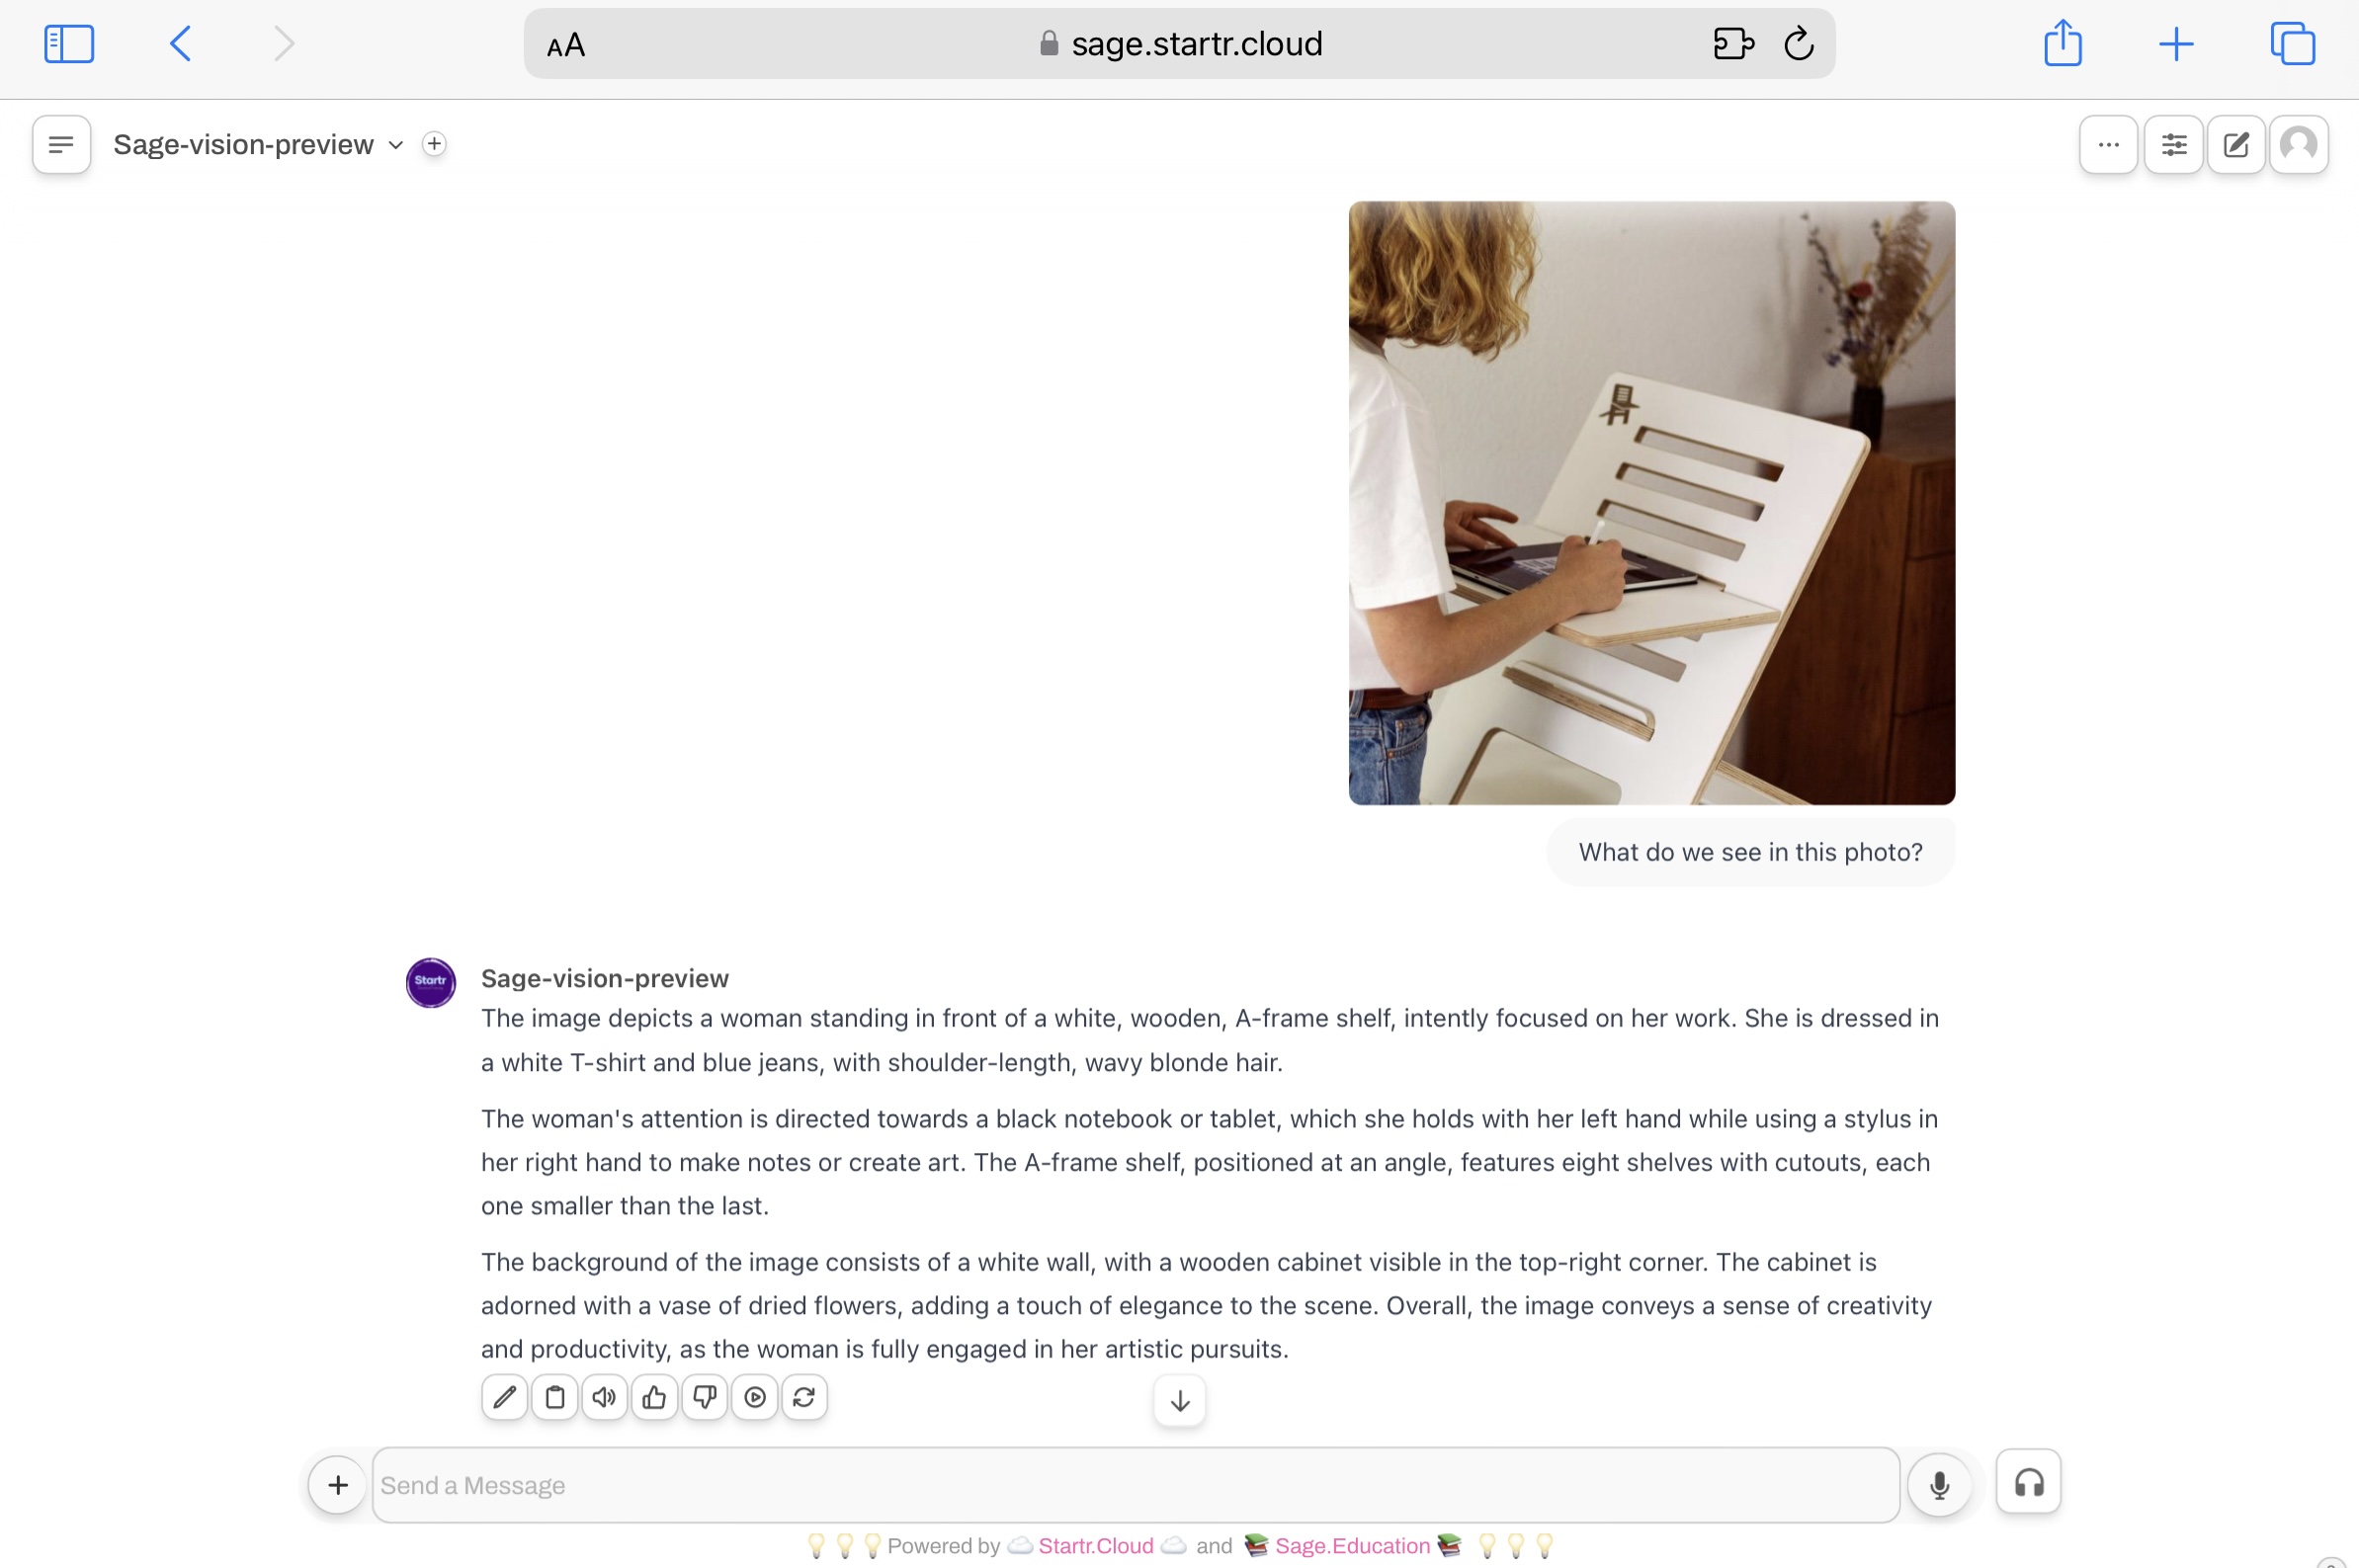 AA
sage.startr.cloud
Sage-vision-preview
What do we see in this photo?
Startr
Sage-vision-preview
The image depicts a woman standing in front of a white, wooden, A-frame shelf, intently focused on her work. She is dressed in
a white T-shirt and blue jeans, with shoulder-length, wavy blonde hair.
The woman's attention is directed towards a black notebook or tablet, which she holds with her left hand while using a stylus in
her right hand to make notes or create art. The A-frame shelf, positioned at an angle, features eight shelves with cutouts, each
one smaller than the last.
The background of the image consists of a white wall, with a wooden cabinet visible in the top-right corner. The cabinet is
adorned with a vase of dried flowers, adding a touch of elegance to the scene. Overall, the image conveys a sense of creativity
and productivity, as the woman is fully engaged in her artistic pursuits.
Send a Message
💡💡💡Powered by ☁️ Startr.Cloud ☁️ and 📚 Sage.Education 📚 💡💡💡